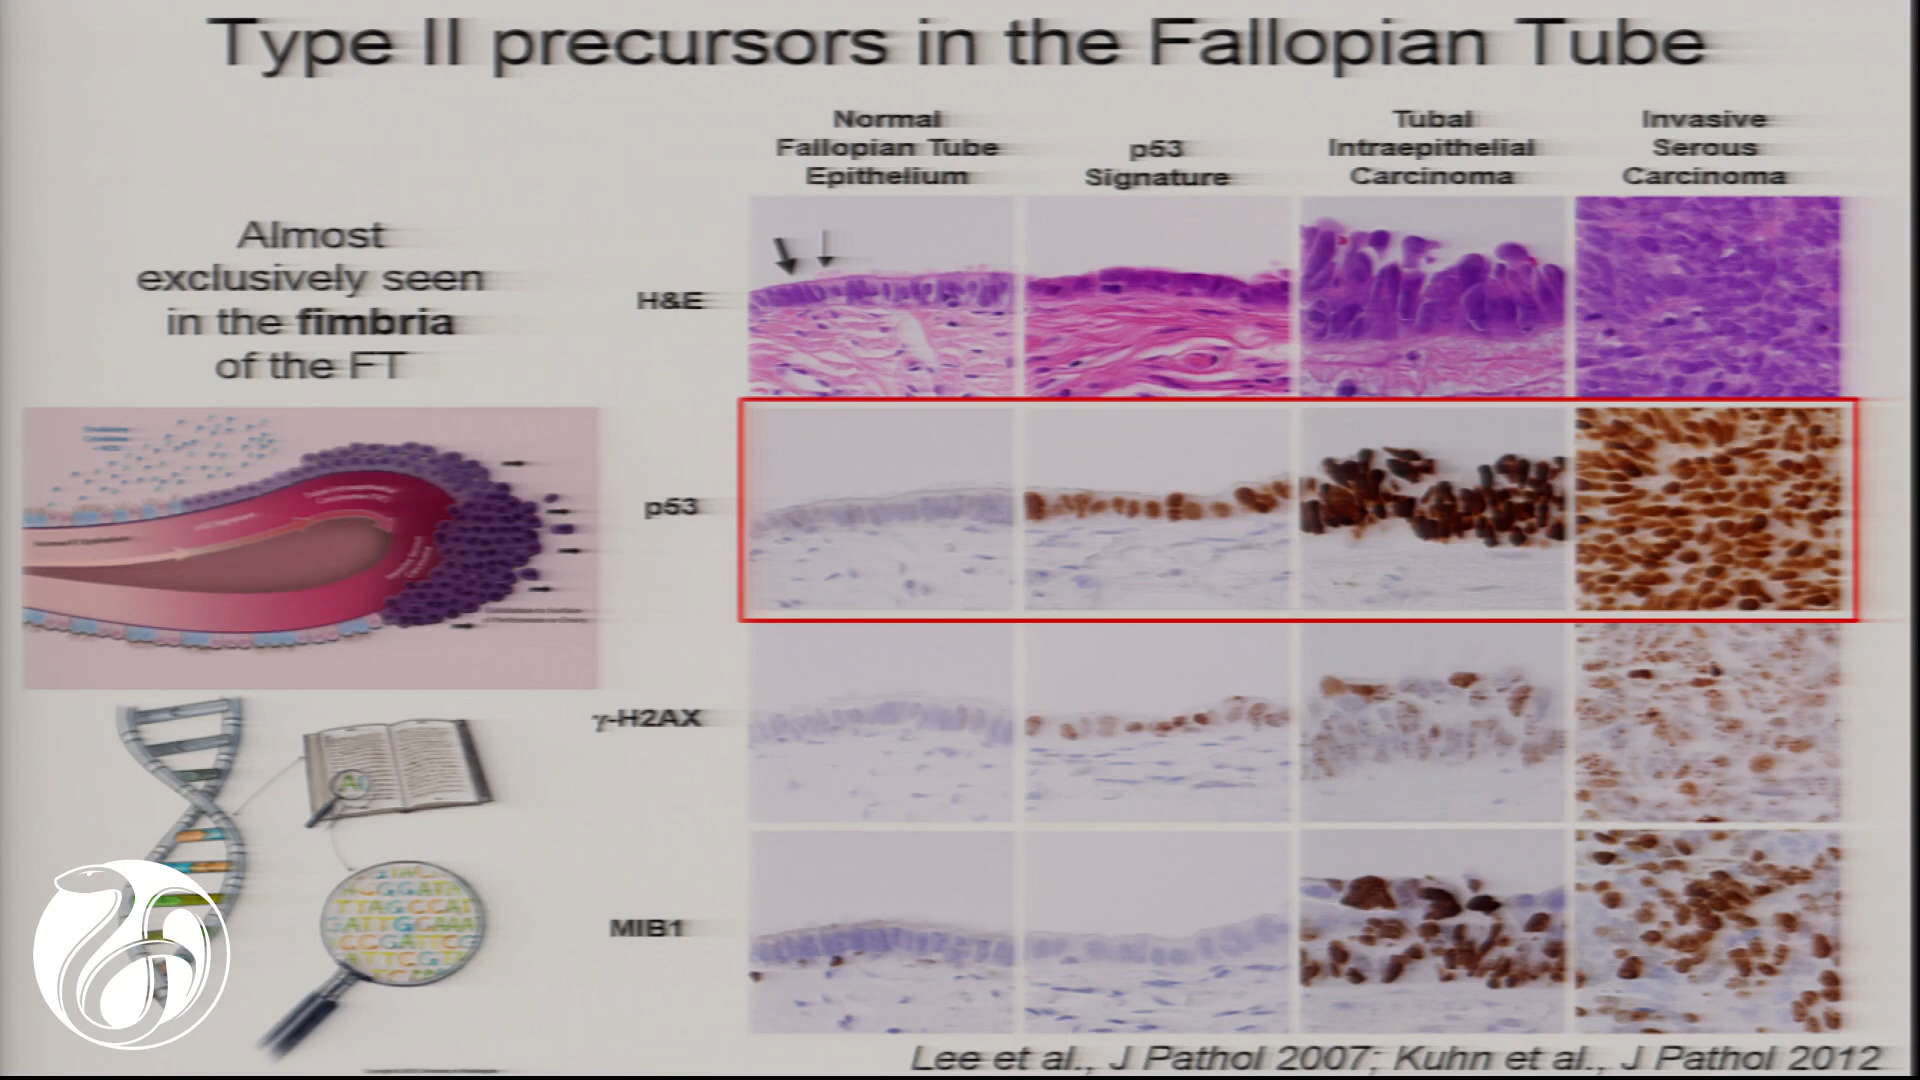 Type II precursors in the Fallopian Tube
Normal
Fallopian Tube
Epithelium
p53
Signature
Tubal
Intraepithelial
Carcinoma
Invasive
Serous
Carcinoma
Almost
exclusively seen
in the fimbria
of the FT
H&E
p53
γ-H2AX
MIB1
Lee et al., J Pathol 2007; Kuhn et al., J Pathol 2012